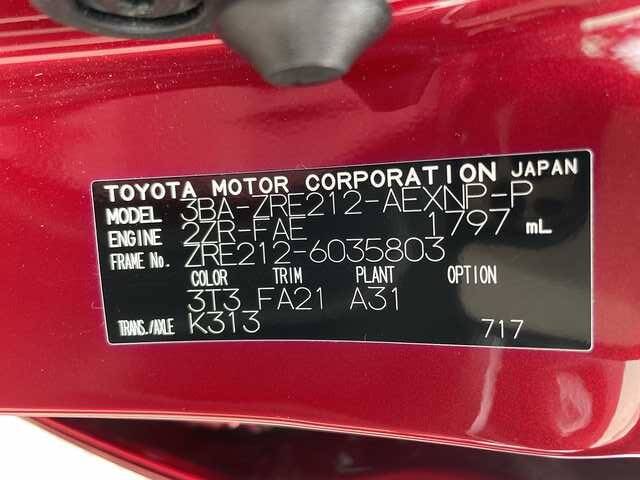 TOYOTA MOTOR CORPORATION JAPAN
MODEL 3BA-ZRE212-AEXNP-P
ENGINE 2ZR-FAE 1797 mL
FRAME No. ZRE212-6035803
COLOR TRIM PLANT OPTION
3T3 FA21 A31
TRANS./AXLE K313 717